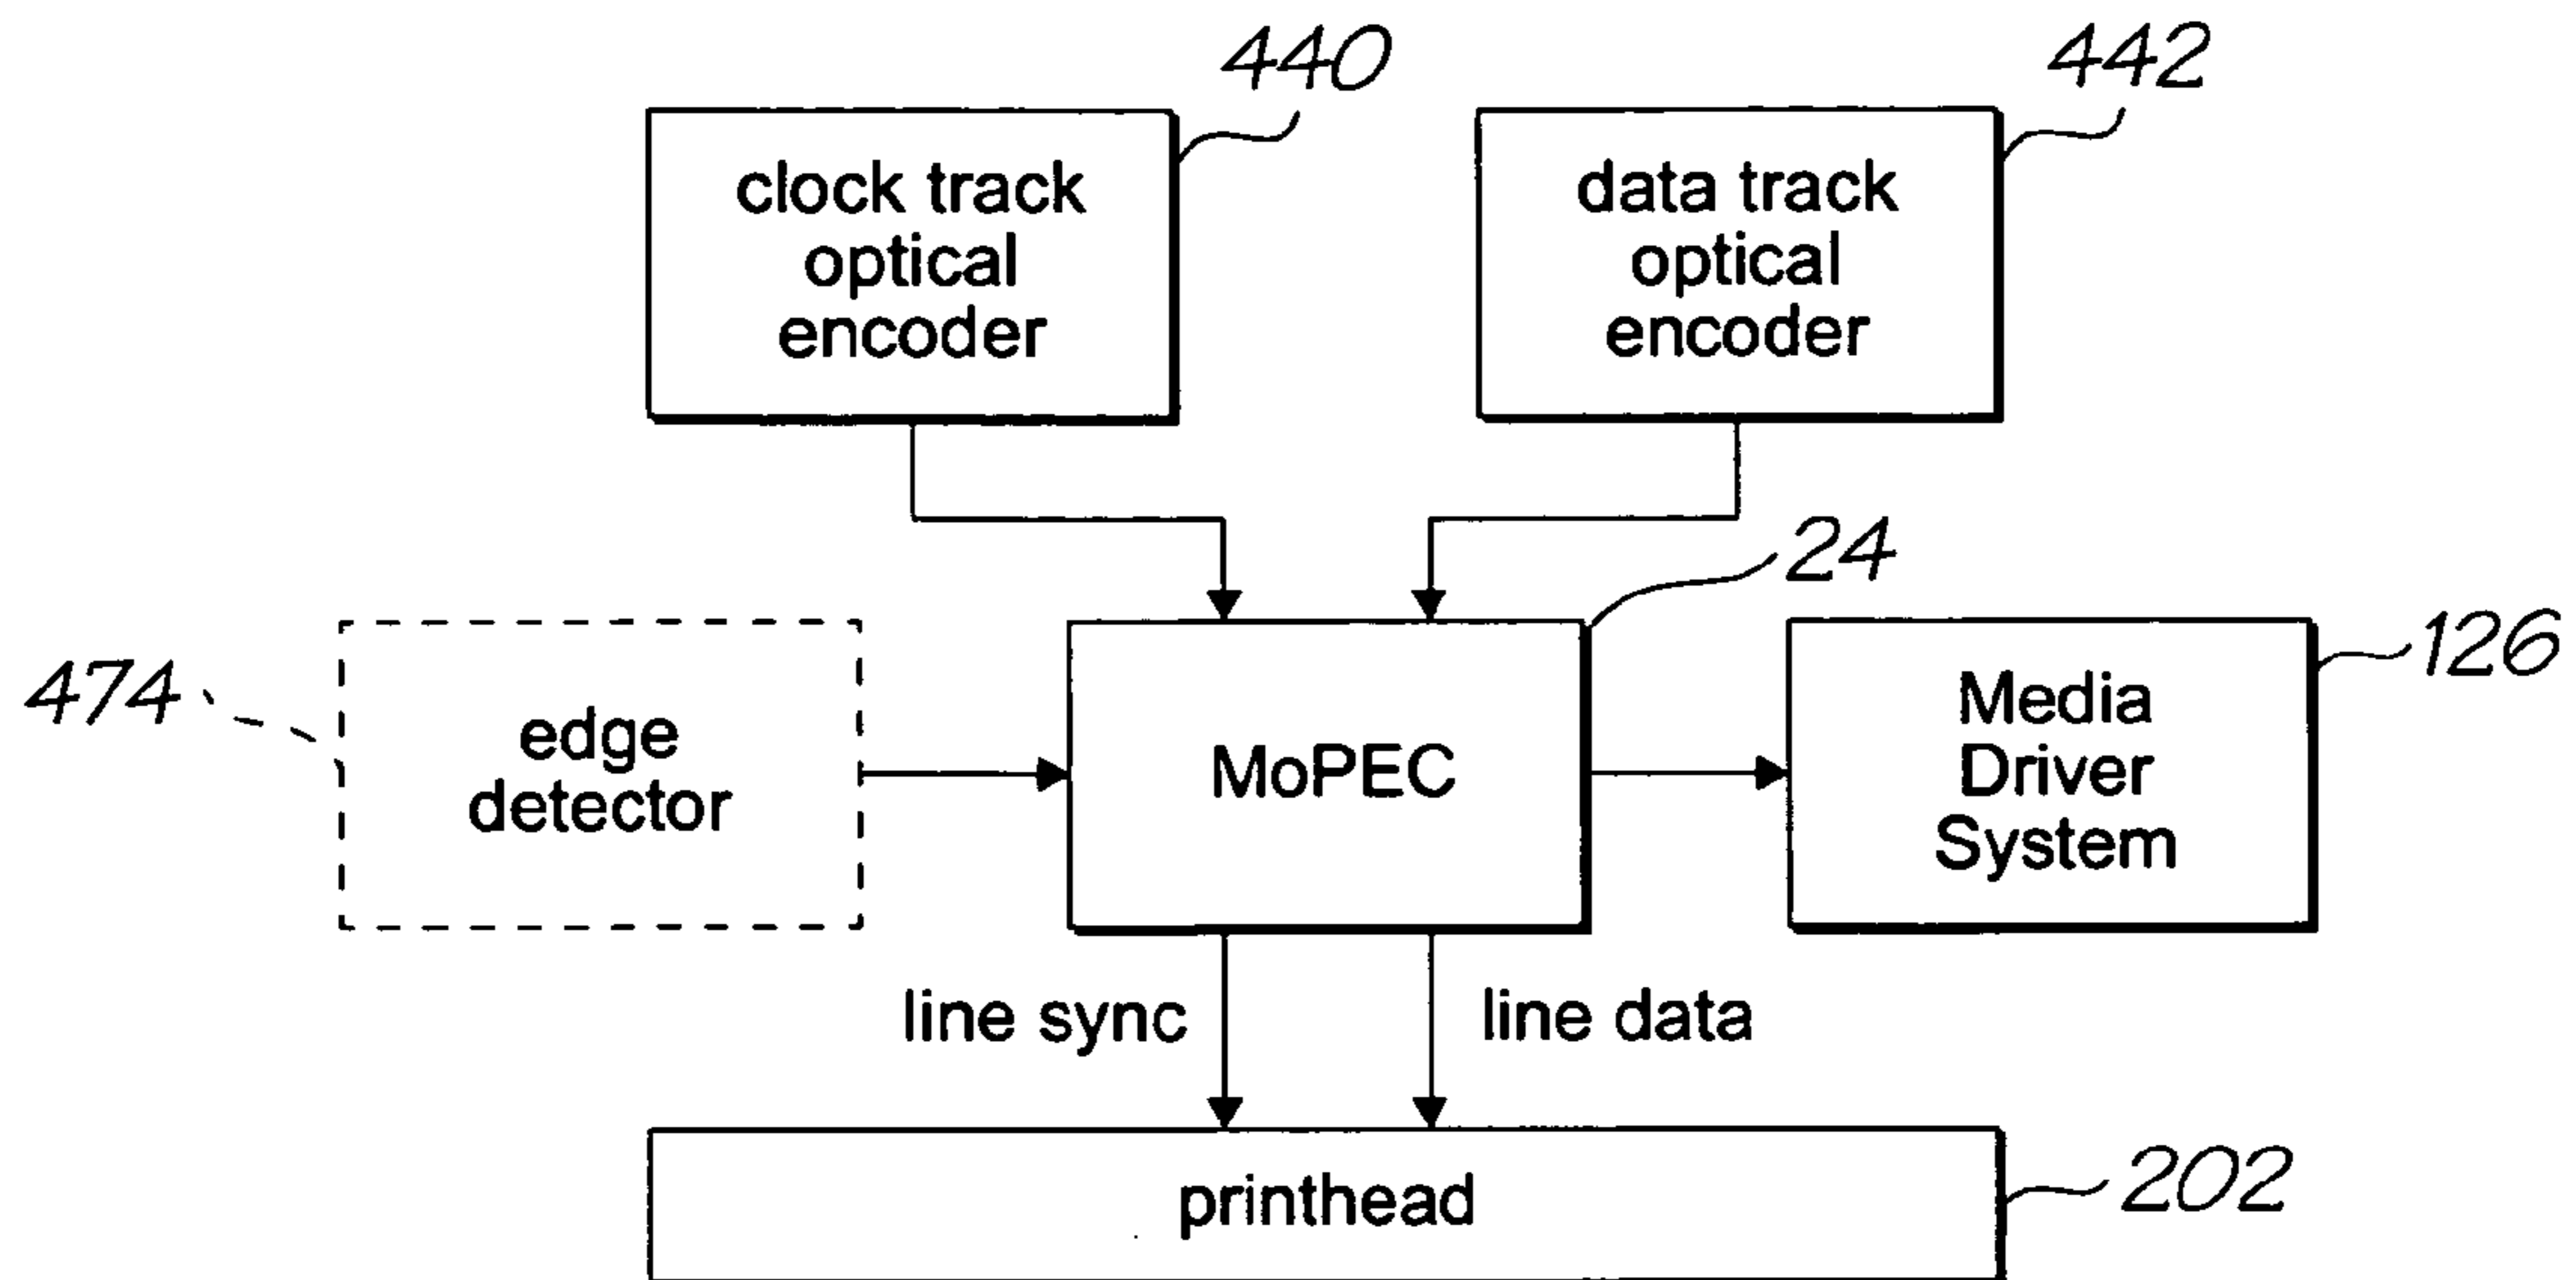 440
442
clock track
optical
encoder
data track
optical
encoder
24
126
474
edge
detector
MoPEC
Media
Driver
System
line sync
line data
printhead
202